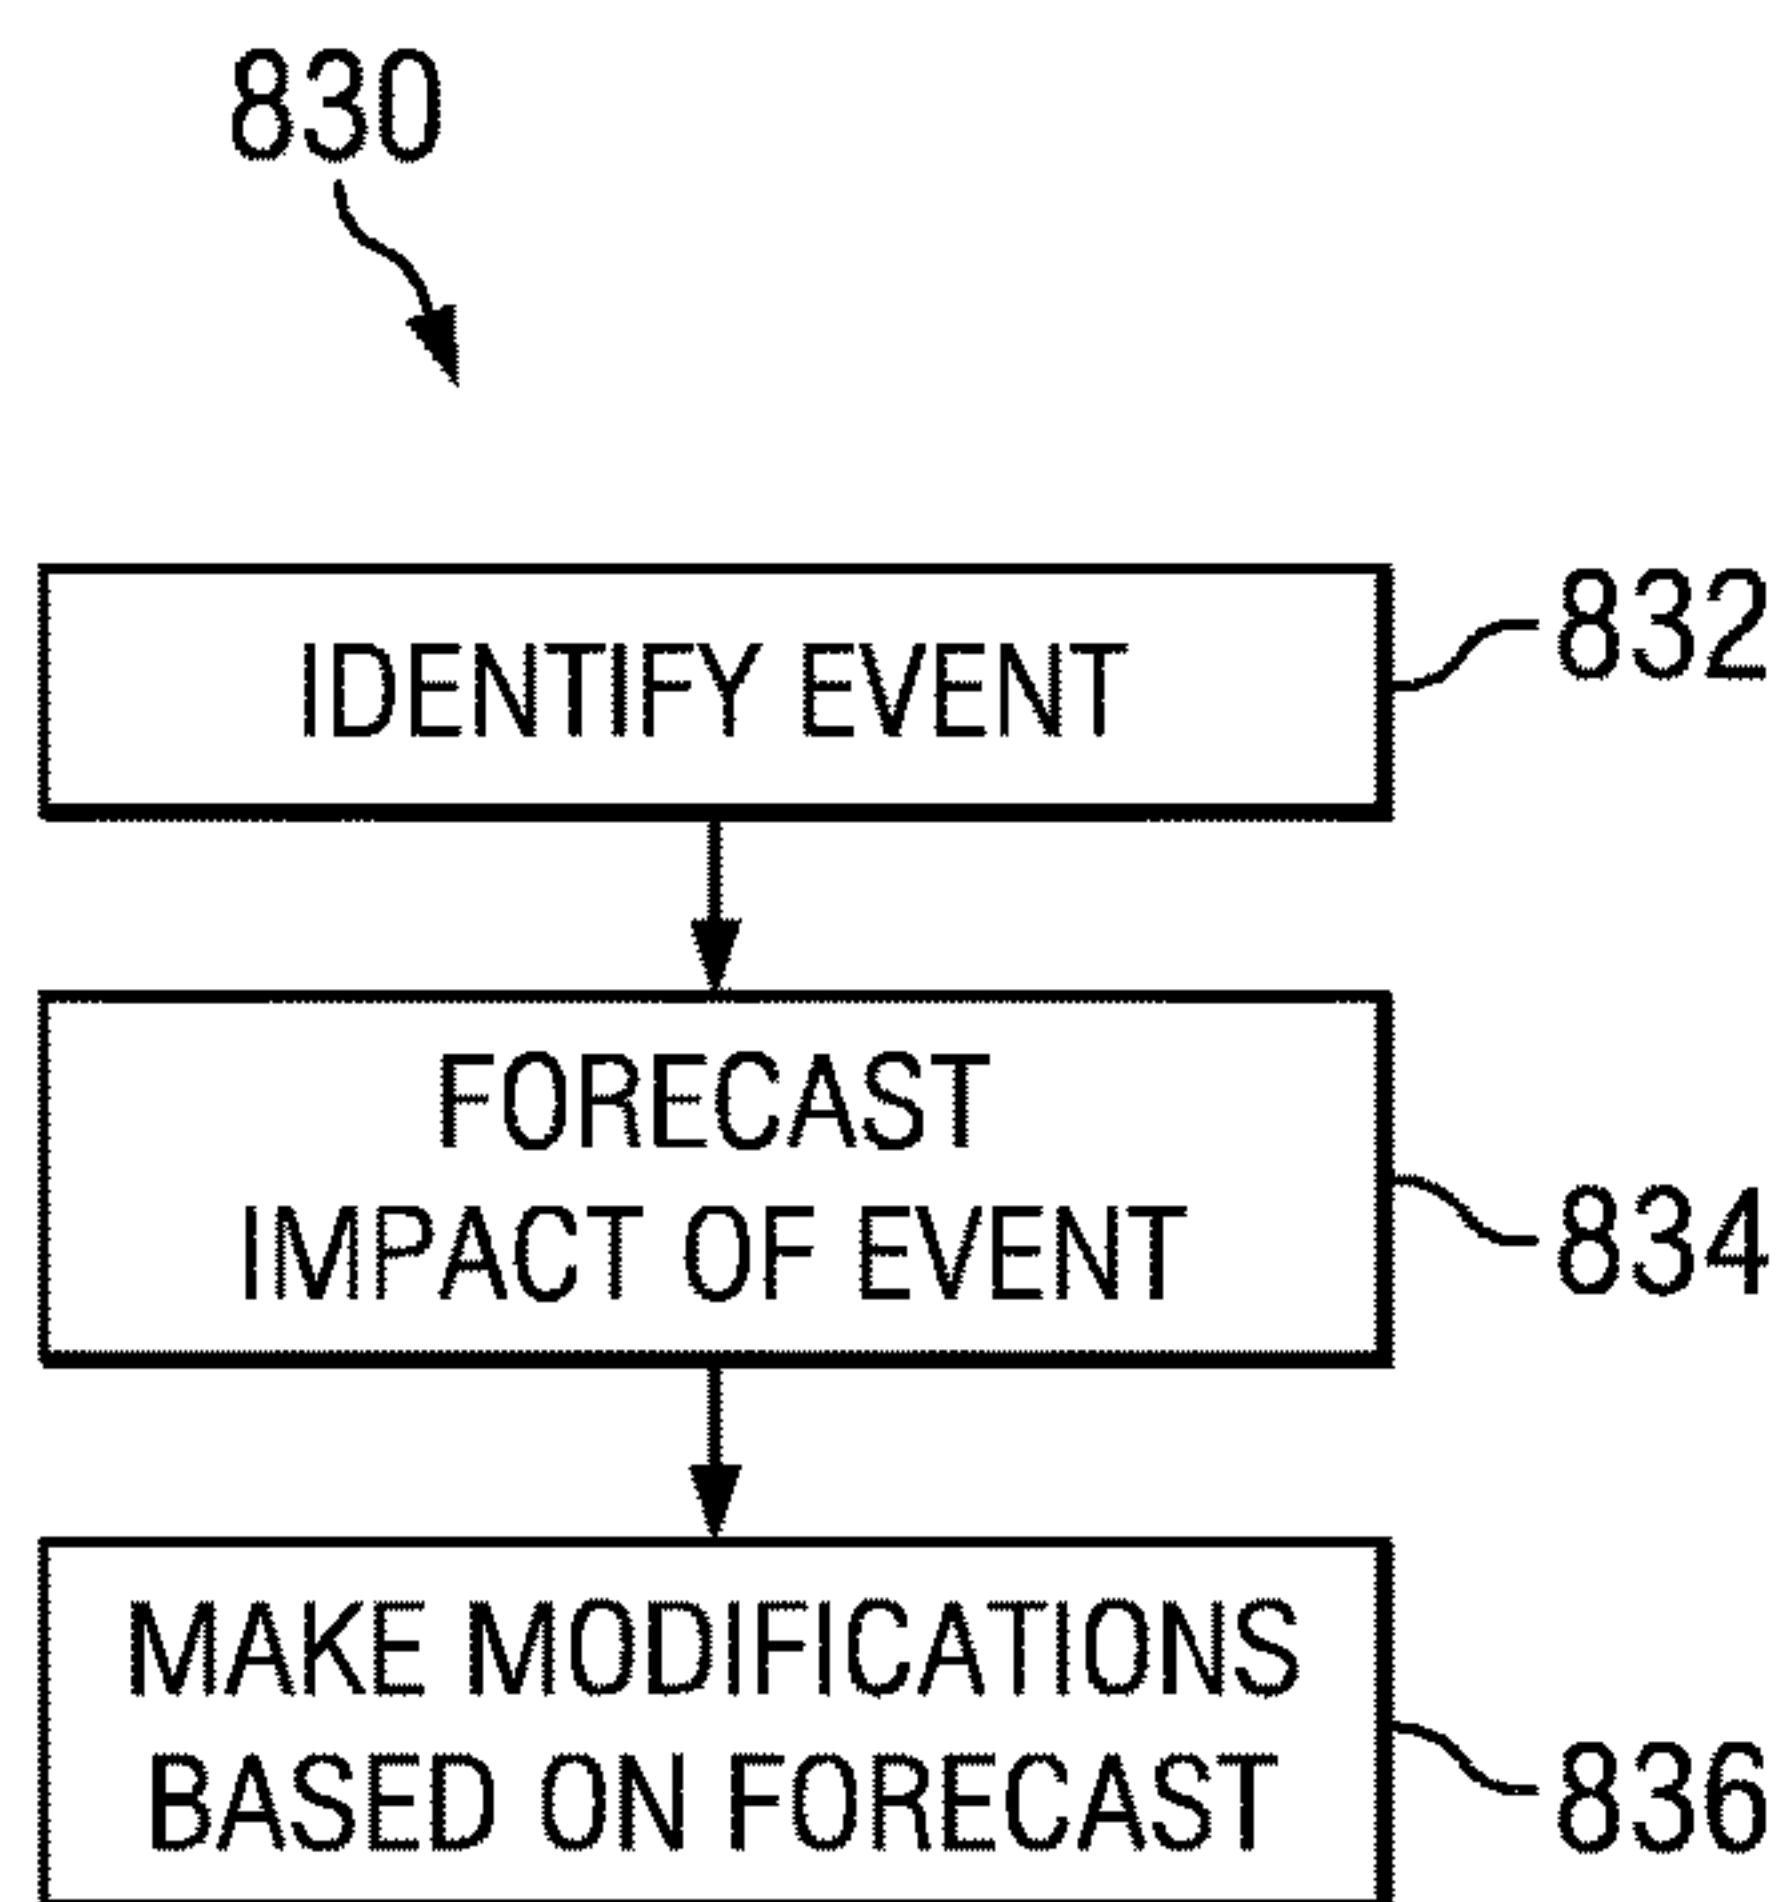 830
IDENTIFY EVENT
832
FORECAST
IMPACT OF EVENT
834
MAKE MODIFICATIONS
BASED ON FORECAST
836